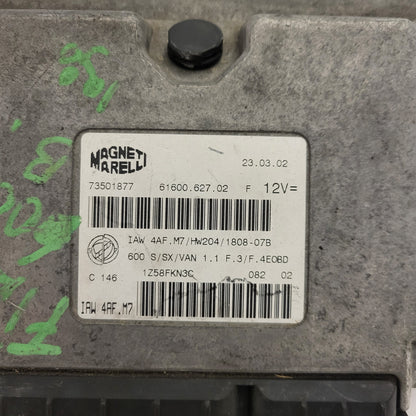 MAGNETI
MARELLI
23.03.02
73501877 61600.627.02 F 12V=
IAW 4AF.M7/HW204/1808-07B
600 S/SX/VAN 1.1 F.3/F.4EOBD
C 146 1Z58FKN3C 082 02
IAW 4AF.M7
600